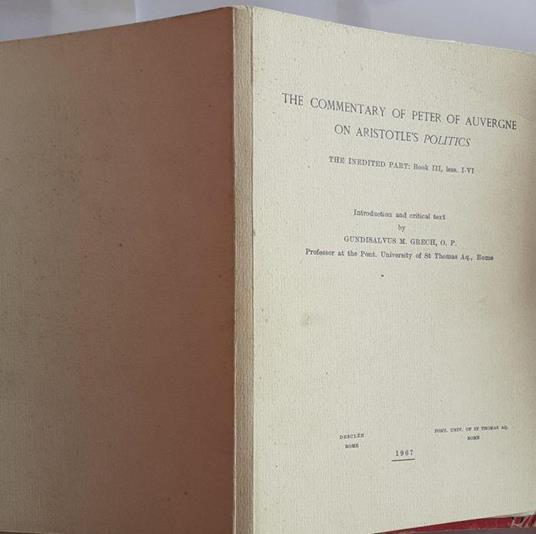 THE COMMENTARY OF PETER OF AUVERGNE
ON ARISTOTLE'S POLITICS
THE INEDITED PART: Book III, less. I-VI
Introduction and critical text
by
GUNDISALVUS M. GRECH, O. P.
Professor at the Pont. University of St Thomas Aq., Rome
DESCLÉE
ROME
PONT. UNIV. OF ST THOMAS AQ.
ROME
1967